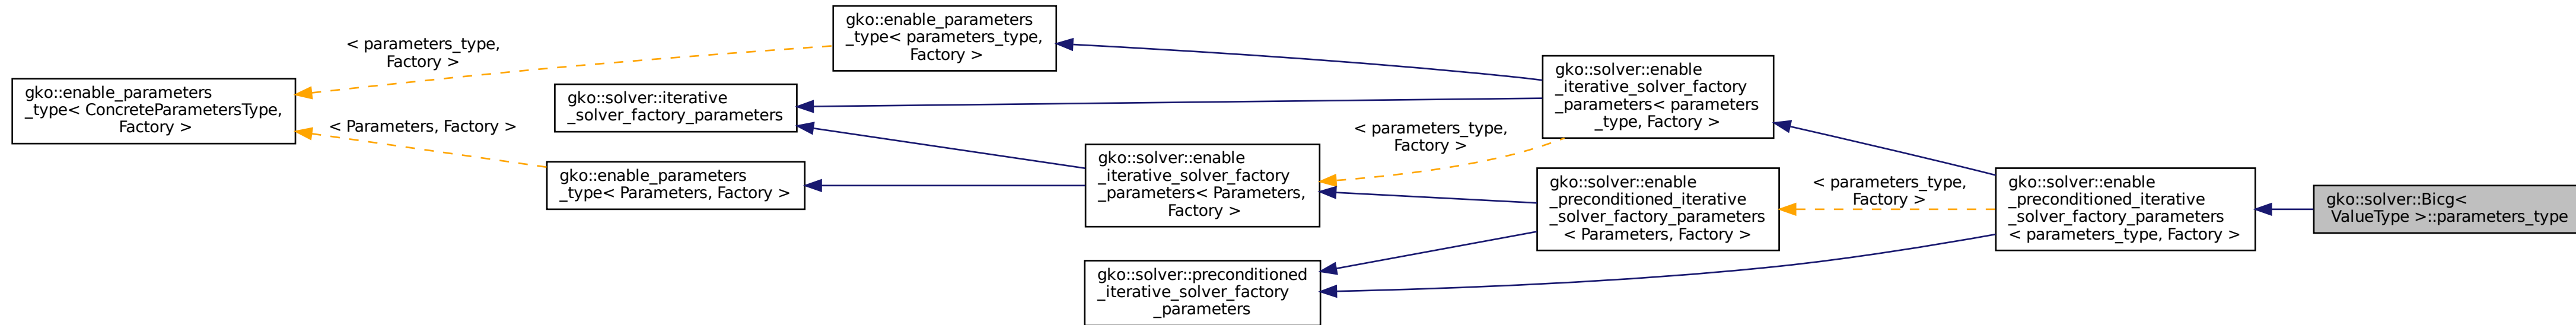 gko::enable_parameters
_type< ConcreteParametersType,
Factory >
< parameters_type,
Factory >
< Parameters, Factory >
gko::solver::iterative
_solver_factory_parameters
gko::enable_parameters
_type< Parameters, Factory >
gko::enable_parameters
_type< parameters_type,
Factory >
gko::solver::enable
_iterative_solver_factory
_parameters< Parameters,
Factory >
gko::solver::preconditioned
_iterative_solver_factory
_parameters
< parameters_type,
Factory >
gko::solver::enable
_iterative_solver_factory
_parameters< parameters
_type, Factory >
gko::solver::enable
_preconditioned_iterative
_solver_factory_parameters
< Parameters, Factory >
< parameters_type,
Factory >
gko::solver::enable
_preconditioned_iterative
_solver_factory_parameters
< parameters_type, Factory >
gko::solver::Bicg<
ValueType >::parameters_type